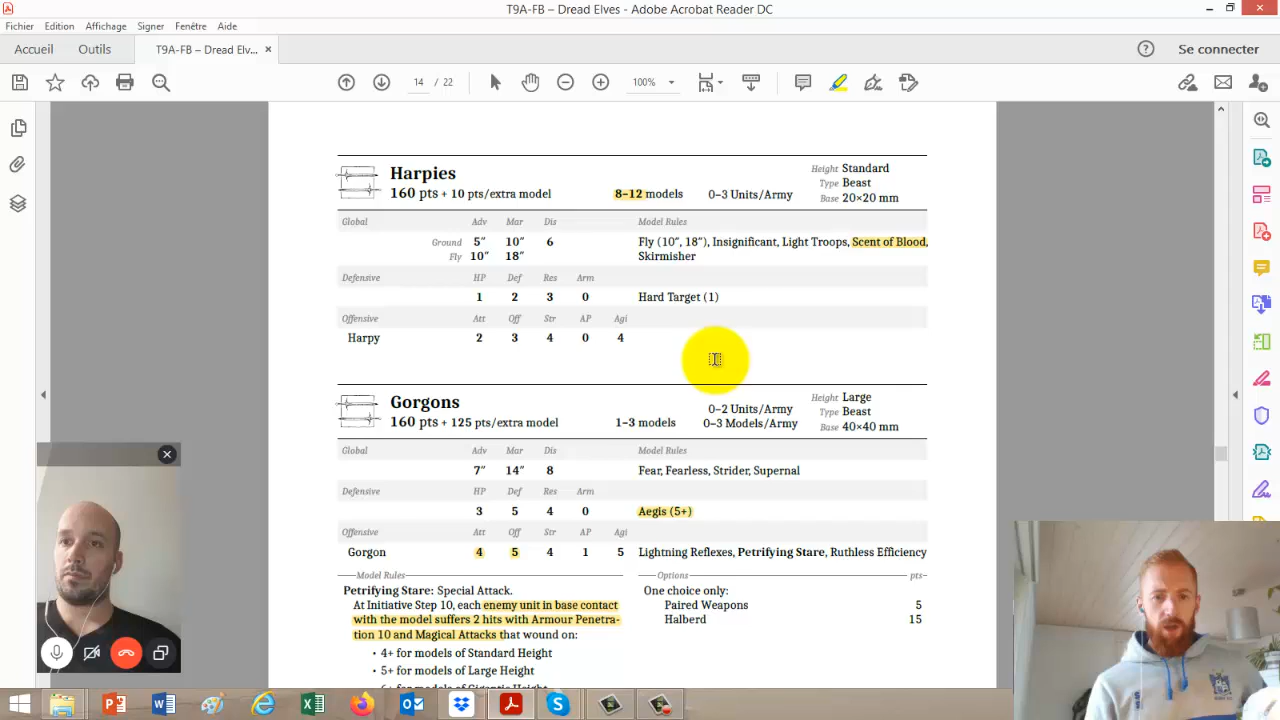 T9A-FB – Dread Elves - Adobe Acrobat Reader DC
Fichier Edition Affichage Signer Fenêtre Aide
Accueil Outils T9A-FB – Dread Elv... × Se connecter
14 / 22 100%
Harpies
160 pts + 10 pts/extra model 8–12 models 0–3 Units/Army
Height Standard
Type Beast
Base 20×20 mm
Global Adv Mar Dis Model Rules
Ground 5″ 10″ 6 Fly (10″, 18″), Insignificant, Light Troops, Scent of Blood,
Fly 10″ 18″ Skirmisher
Defensive HP Def Res Arm
1 2 3 0 Hard Target (1)
Offensive Att Off Str AP Agi
Harpy 2 3 4 0 4
Gorgons
160 pts + 125 pts/extra model 1–3 models
0–2 Units/Army
0–3 Models/Army
Height Large
Type Beast
Base 40×40 mm
Global Adv Mar Dis Model Rules
7″ 14″ 8 Fear, Fearless, Strider, Supernal
Defensive HP Def Res Arm
3 5 4 0 Aegis (5+)
Offensive Att Off Str AP Agi
Gorgon 4 5 4 1 5 Lightning Reflexes, Petrifying Stare, Ruthless Efficiency
Model Rules
Petrifying Stare: Special Attack.
At Initiative Step 10, each enemy unit in base contact
with the model suffers 2 hits with Armour Penetra-
tion 10 and Magical Attacks that wound on:
• 4+ for models of Standard Height
• 5+ for models of Large Height
• 6+ for models of Gigantic Height
Options pts
One choice only:
Paired Weapons 5
Halberd 15